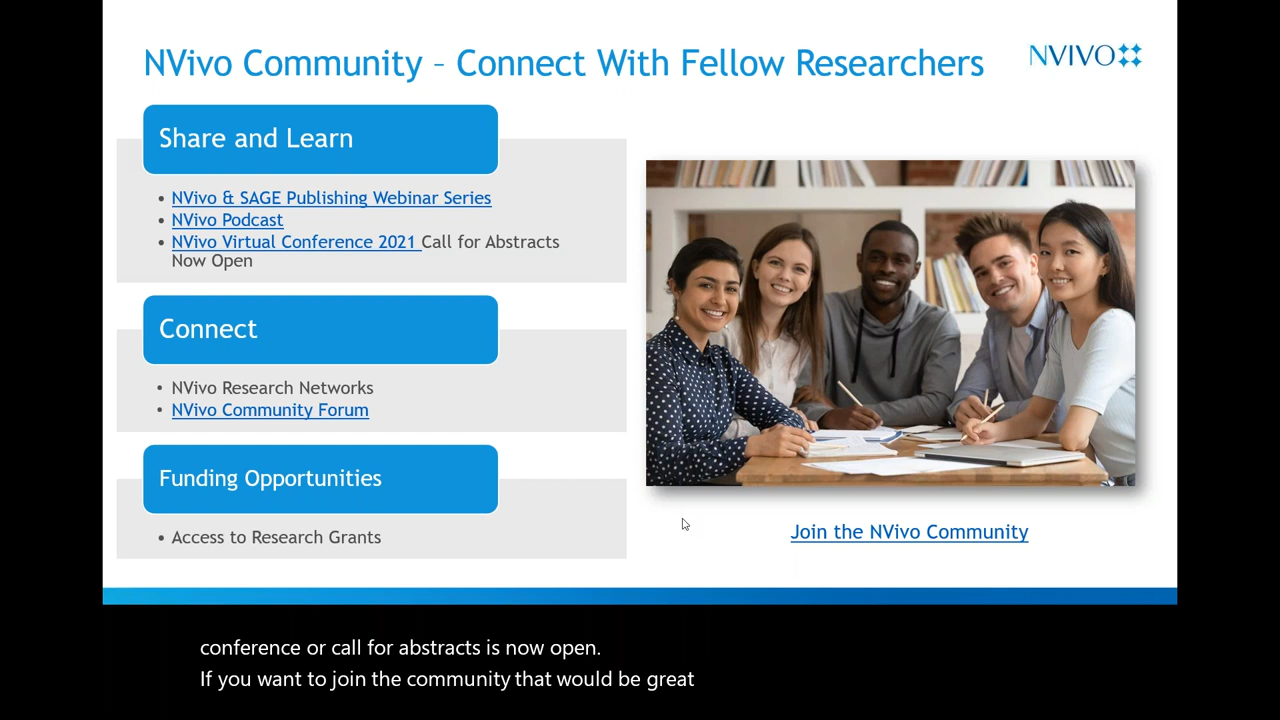 NVivo Community – Connect With Fellow Researchers
NVIVO
Share and Learn
• NVivo & SAGE Publishing Webinar Series
• NVivo Podcast
• NVivo Virtual Conference 2021 Call for Abstracts
Now Open
Connect
• NVivo Research Networks
• NVivo Community Forum
Funding Opportunities
• Access to Research Grants
Join the NVivo Community
conference or call for abstracts is now open.
If you want to join the community that would be great